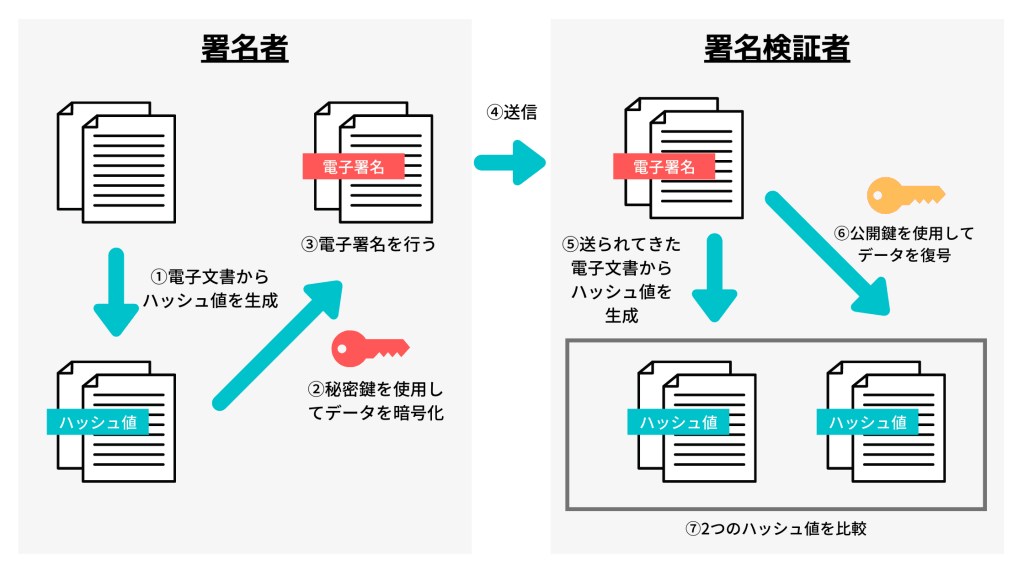 署名者
電子署名
③電子署名を行う
①電子文書から
ハッシュ値を生成
②秘密鍵を使用し
てデータを暗号化
ハッシュ値
④送信
署名検証者
電子署名
⑤送られてきた
電子文書から
ハッシュ値を
生成
⑥公開鍵を使用して
データを復号
ハッシュ値
ハッシュ値
⑦2つのハッシュ値を比較